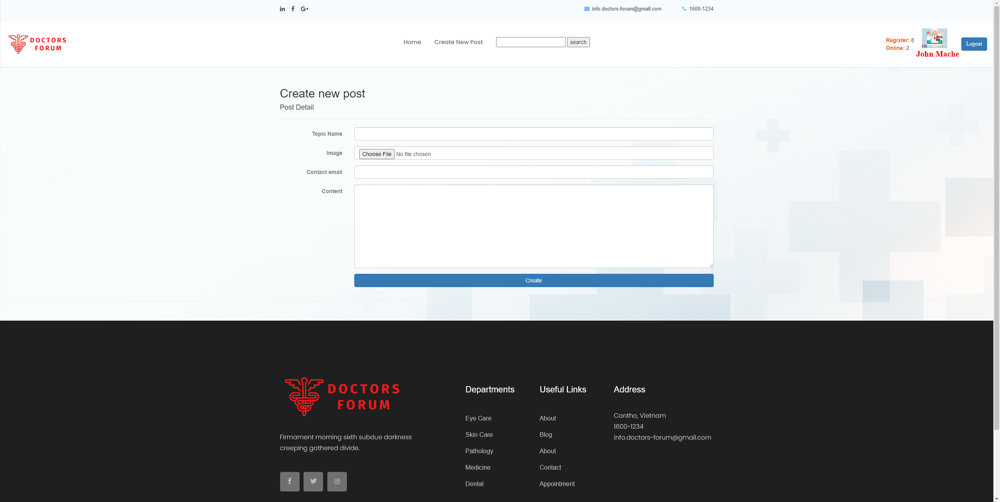 info.doctors-forum@gmail.com 1600-1234
DOCTORS
FORUM
Home Create New Post search
Register: 8
Online: 2
John Mache
Logout
Create new post
Post Detail
Topic Name
Image Choose File No file chosen
Contact email
Content
Create
DOCTORS
FORUM
Firmament morning sixth subdue darkness
creeping gathered divide.
Departments
Eye Care
Skin Care
Pathology
Medicine
Dental
Useful Links
About
Blog
About
Contact
Appointment
Address
Cantho, Vietnam
1600-1234
info.doctors-forum@gmail.com